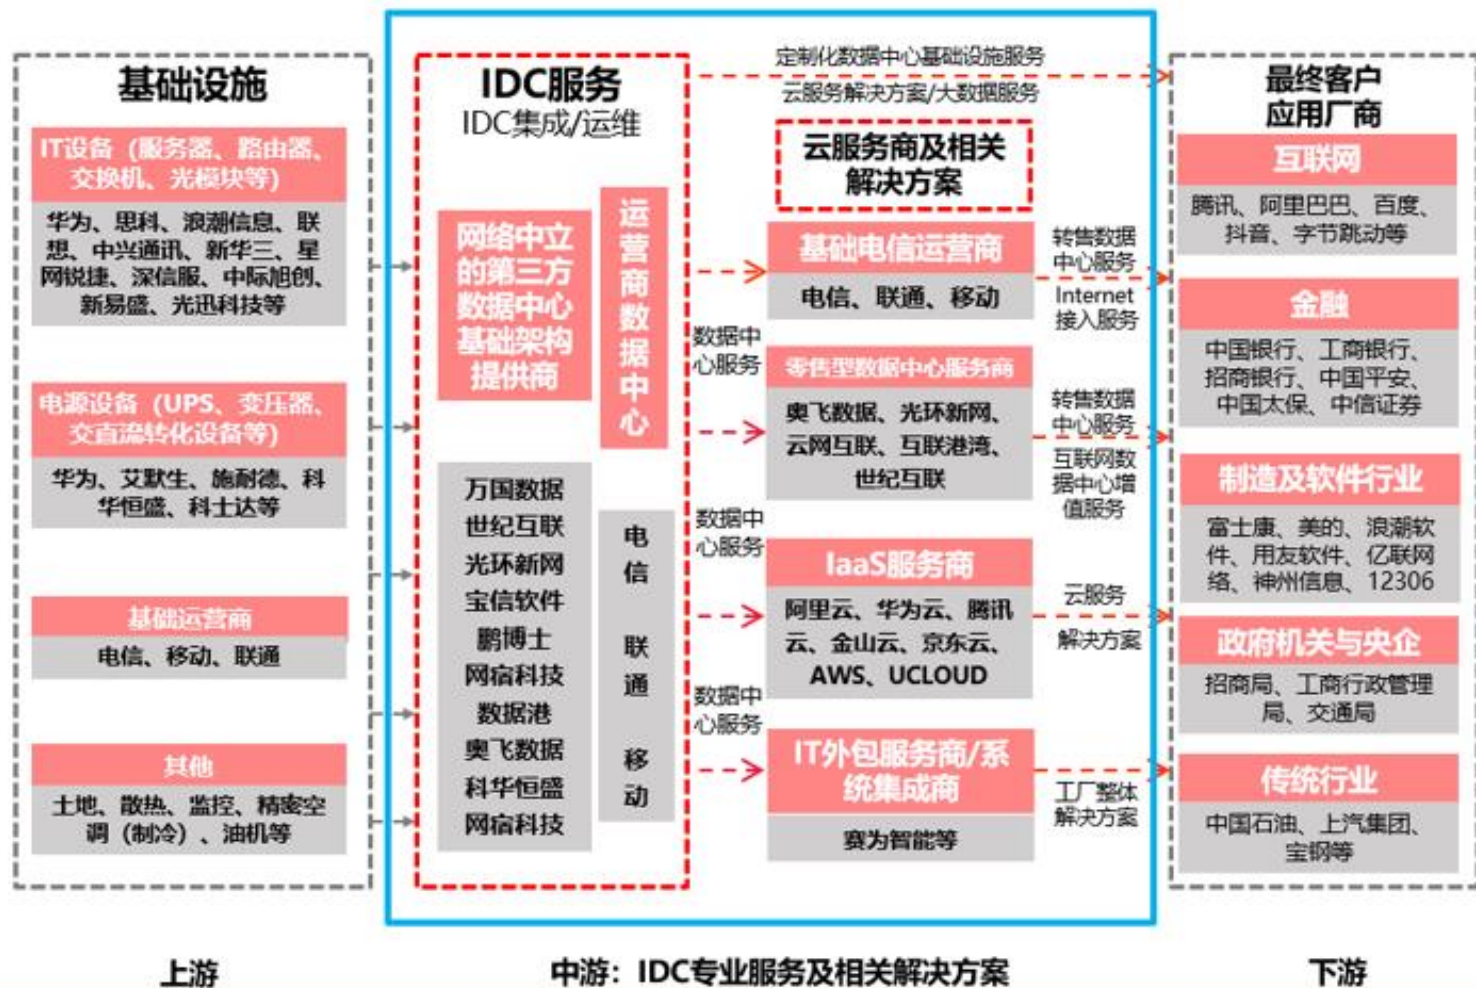 基础设施
IT设备（服务器、路由器、
交换机、光模块等）
华为、思科、浪潮信息、联
想、中兴通讯、新华三、星
网锐捷、深信服、中际旭创、
新易盛、光迅科技等
电源设备（UPS、变压器、
交直流转化设备等）
华为、艾默生、施耐德、科
华恒盛、科士达等
基础运营商
电信、移动、联通
其他
土地、散热、监控、精密空
调（制冷）、油机等
上游
IDC服务
IDC集成/运维
网络中立
的第三方
数据中心
基础架构
提供商
运营商数据中心
万国数据
世纪互联
光环新网
宝信软件
鹏博士
网宿科技
数据港
奥飞数据
科华恒盛
网宿科技
电信
联通
移动
数据中
心服务
数据中
心服务
数据中
心服务
定制化数据中心基础设施服务
云服务解决方案/大数据服务
云服务商及相关
解决方案
基础电信运营商
电信、联通、移动
零售型数据中心服务商
奥飞数据、光环新网、
云网互联、互联港湾、
世纪互联
IaaS服务商
阿里云、华为云、腾讯
云、金山云、京东云、
AWS、UCLOUD
IT外包服务商/系
统集成商
赛为智能等
转售数据
中心服务
Internet
接入服务
转售数据
中心服务
互联网数
据中心增
值服务
云服务
解决方案
工厂整体
解决方案
中游：IDC专业服务及相关解决方案
最终客户
应用厂商
互联网
腾讯、阿里巴巴、百度、
抖音、字节跳动等
金融
中国银行、工商银行、
招商银行、中国平安、
中国太保、中信证券
制造及软件行业
富士康、美的、浪潮软
件、用友软件、亿联网
络、神州信息、12306
政府机关与央企
招商局、工商行政管理
局、交通局
传统行业
中国石油、上汽集团、
宝钢等
下游